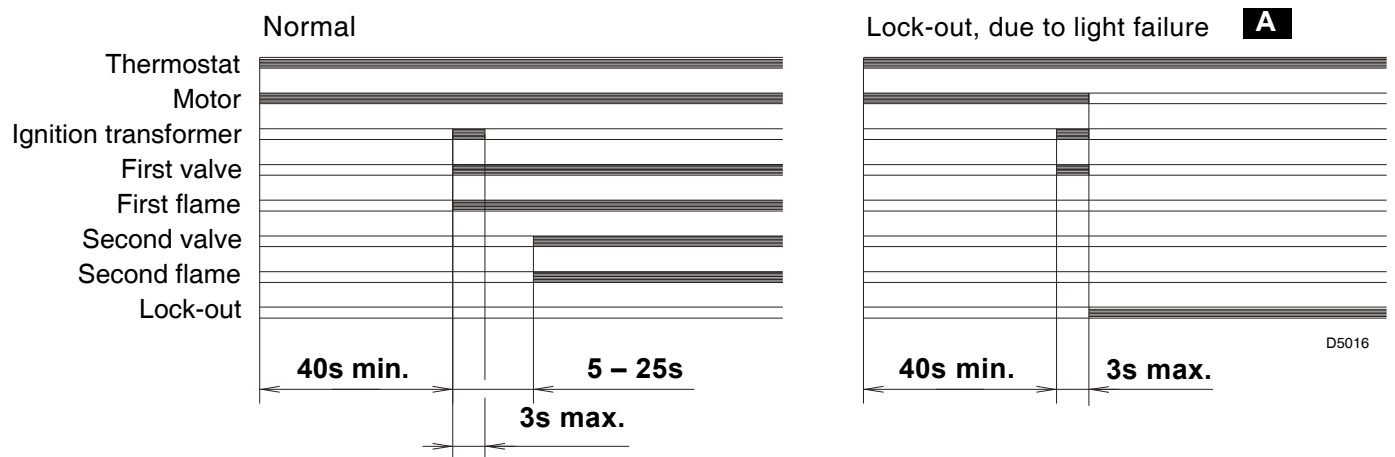 Normal
Lock-out, due to light failure A
Thermostat
Motor
Ignition transformer
First valve
First flame
Second valve
Second flame
Lock-out
D5016
40s min.
5 – 25s
40s min.
3s max.
3s max.